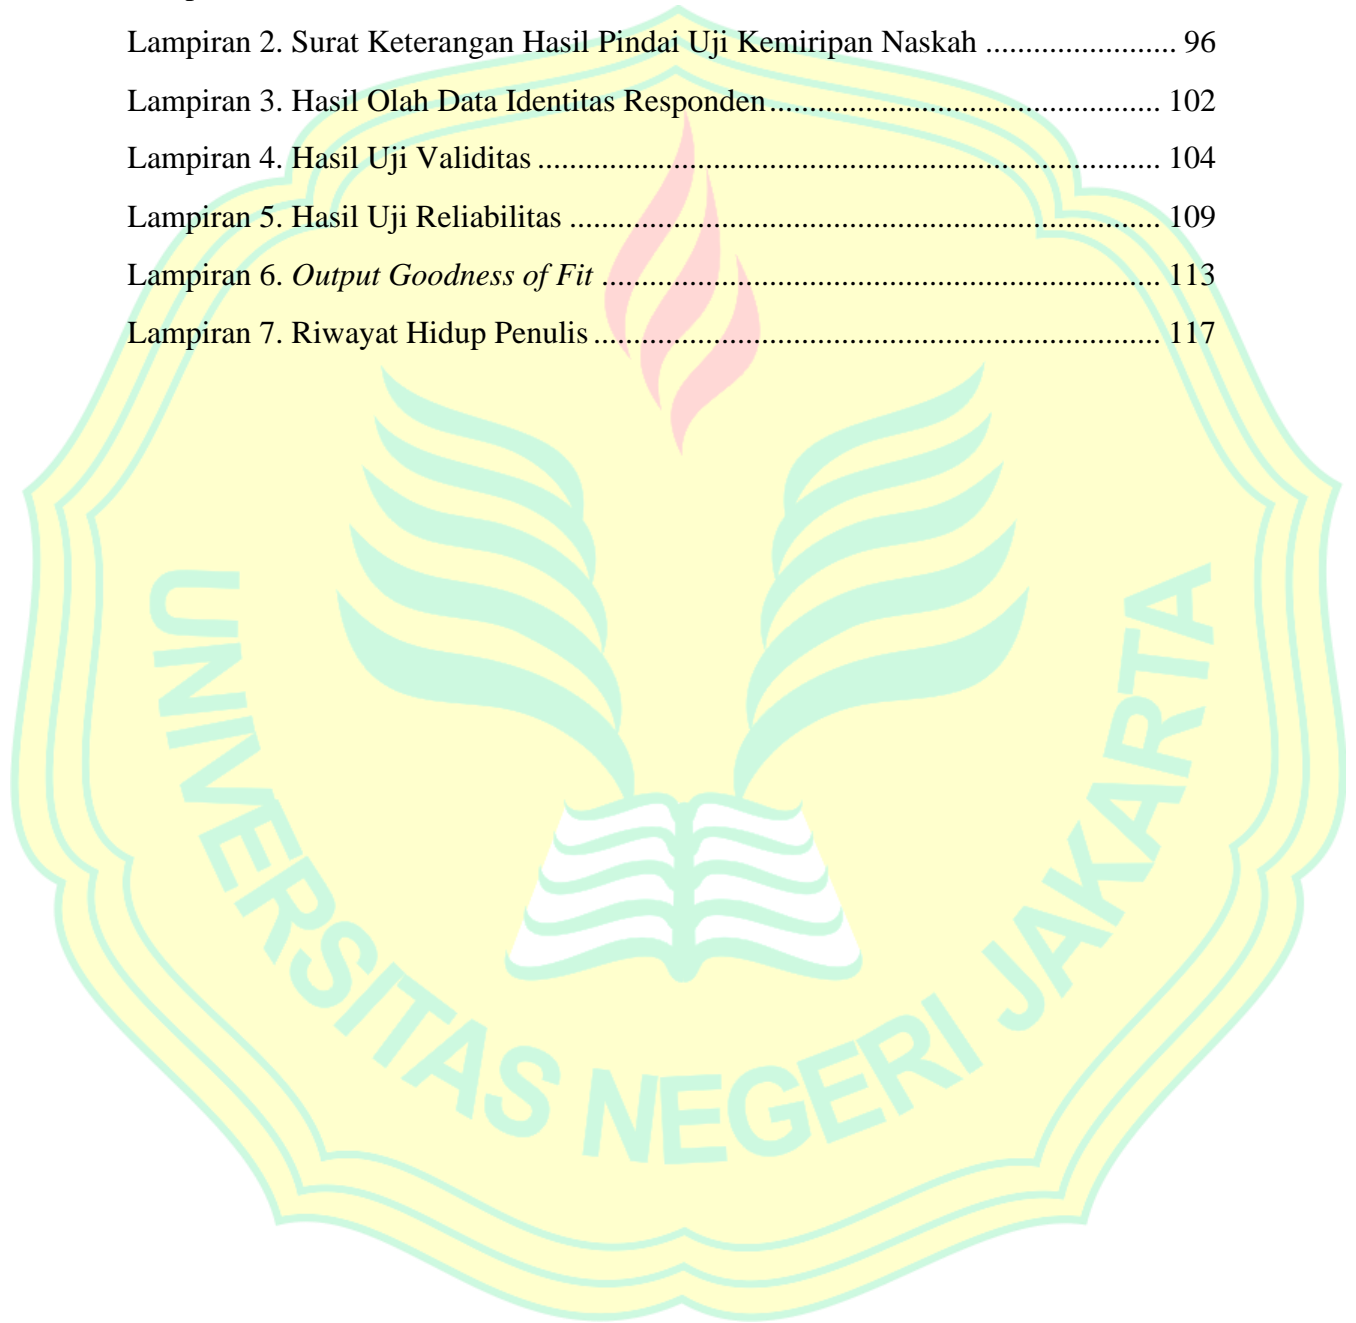 Lampiran 2. Surat Keterangan Hasil Pindai Uji Kemiripan Naskah ........................ 96
Lampiran 3. Hasil Olah Data Identitas Responden................................................. 102
Lampiran 4. Hasil Uji Validitas .............................................................................. 104
Lampiran 5. Hasil Uji Reliabilitas .......................................................................... 109
Lampiran 6. Output Goodness of Fit ...................................................................... 113
Lampiran 7. Riwayat Hidup Penulis ....................................................................... 117
UNIVERSITAS NEGERI JAKARTA